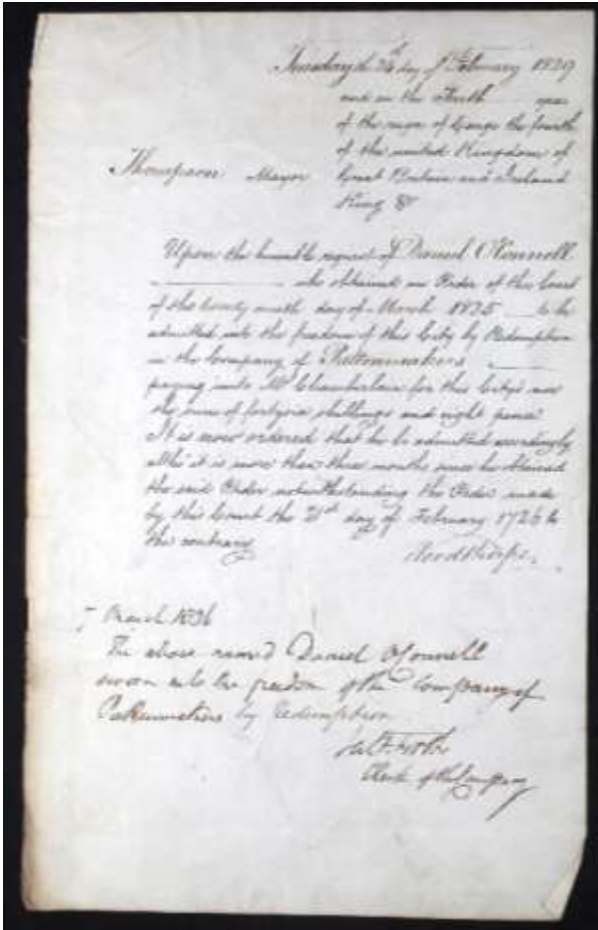 Tuesday the 24 day of February 1829
and in the Tenth year
of the reign of George the fourth
of the united Kingdom of
Thompson Mayor Great Britain and Ireland
King &c
Upon the humble request of Daniel O'Connell
who obtained an Order of this Court
of the twenty ninth day of March 1825 to be
admitted into the freedom of this City by Redemption
in the Company of Pattenmakers
paying unto Mr Chamberlain for this City's use
the sum of forty six shillings and eight pence
It is now ordered that he be admitted accordingly
altho' it is more than three months since he obtained
the said Order notwithstanding the Order made
by this Court the 21st day of February 1726 to
the contrary
Woodthorpe.
March 1836
The above named Daniel O'Connell
sworn into the freedom of the Company of
Pattenmakers by redemption
Clerk of the Company